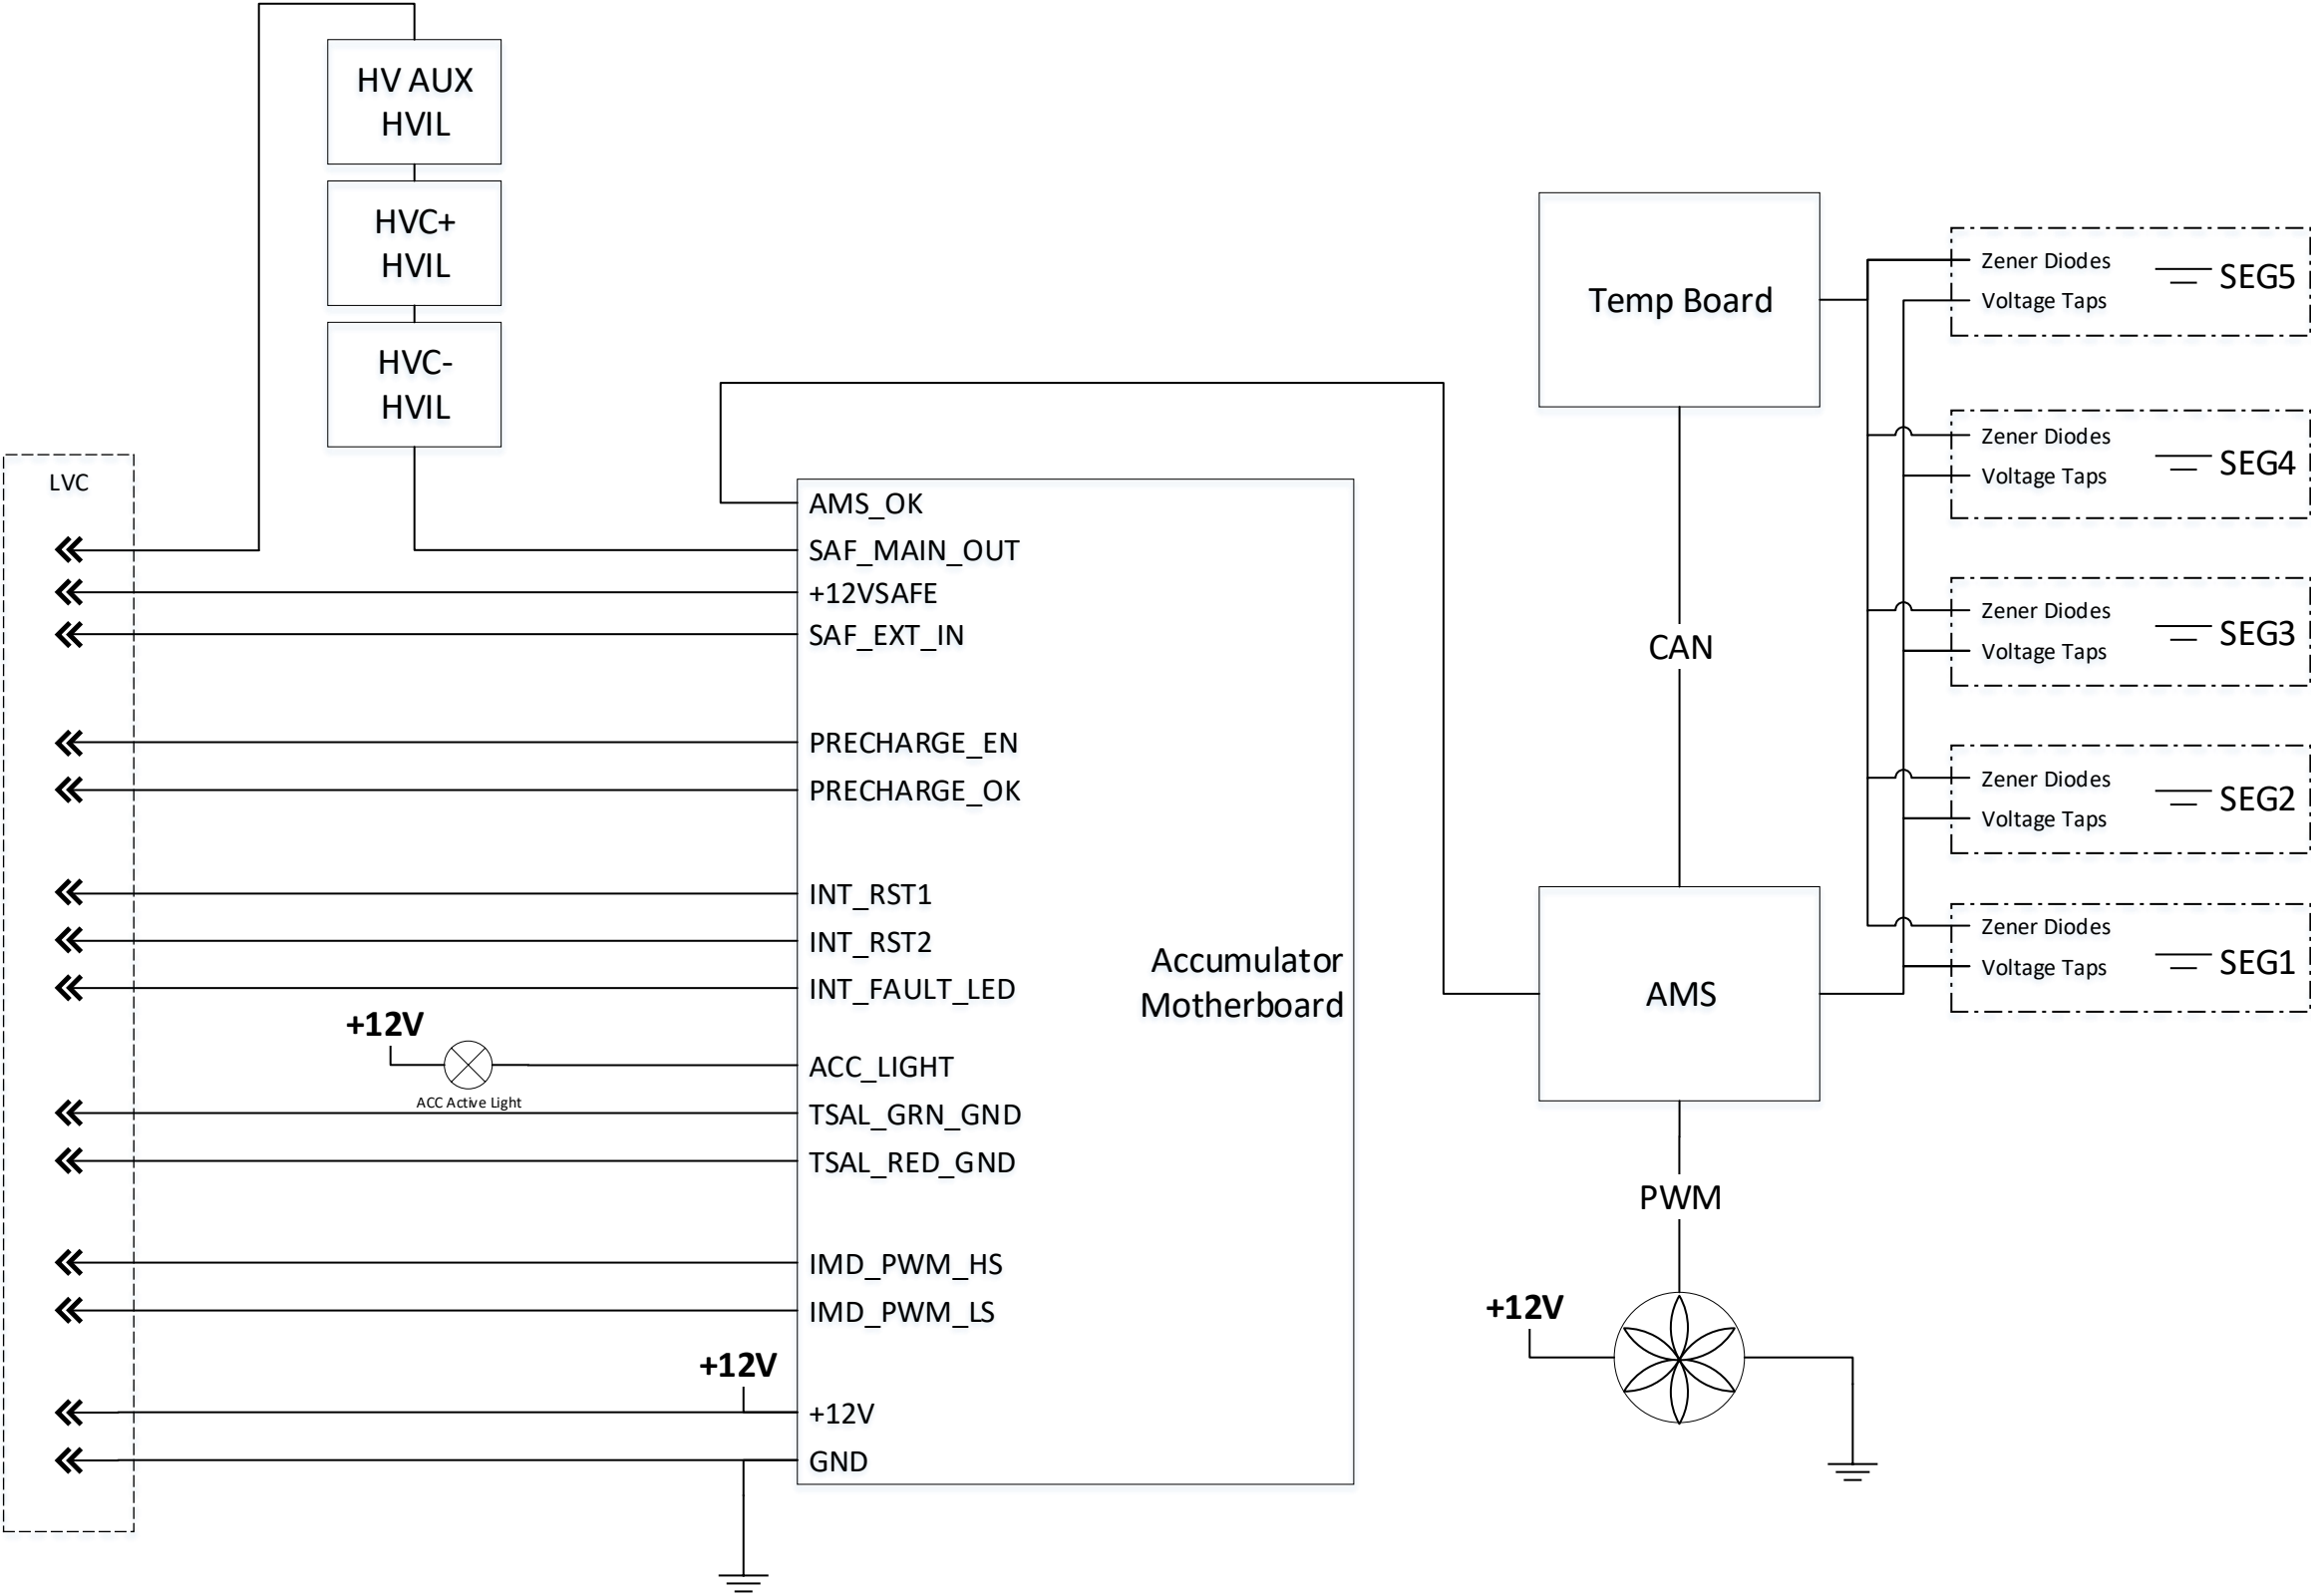 HV AUX
HVIL
HVC+
HVIL
HVC-
HVIL
LVC
AMS_OK
SAF_MAIN_OUT
+12VSAFE
SAF_EXT_IN
PRECHARGE_EN
PRECHARGE_OK
INT_RST1
INT_RST2
INT_FAULT_LED
+12V
ACC Active Light
ACC_LIGHT
TSAL_GRN_GND
TSAL_RED_GND
IMD_PWM_HS
IMD_PWM_LS
+12V
+12V
GND
Accumulator
Motherboard
Temp Board
CAN
AMS
PWM
+12V
Zener Diodes
Voltage Taps
SEG5
Zener Diodes
Voltage Taps
SEG4
Zener Diodes
Voltage Taps
SEG3
Zener Diodes
Voltage Taps
SEG2
Zener Diodes
Voltage Taps
SEG1